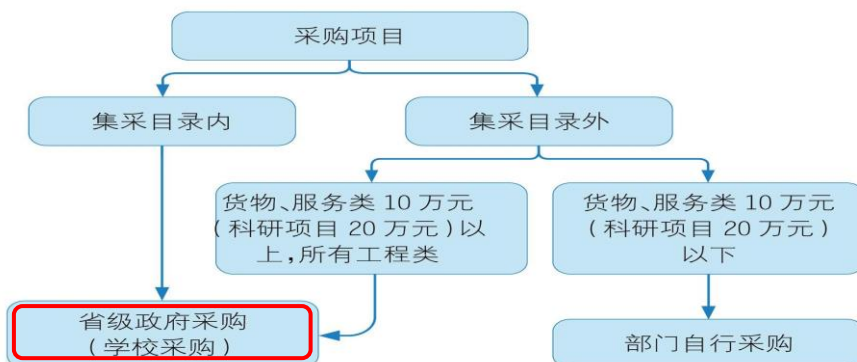 采购项目
集采目录内
集采目录外
货物、服务类 10 万元
(科研项目 20 万元)以
上,所有工程类
货物、服务类 10 万元
(科研项目 20 万元)
以下
省级政府采购
(学校采购)
部门自行采购